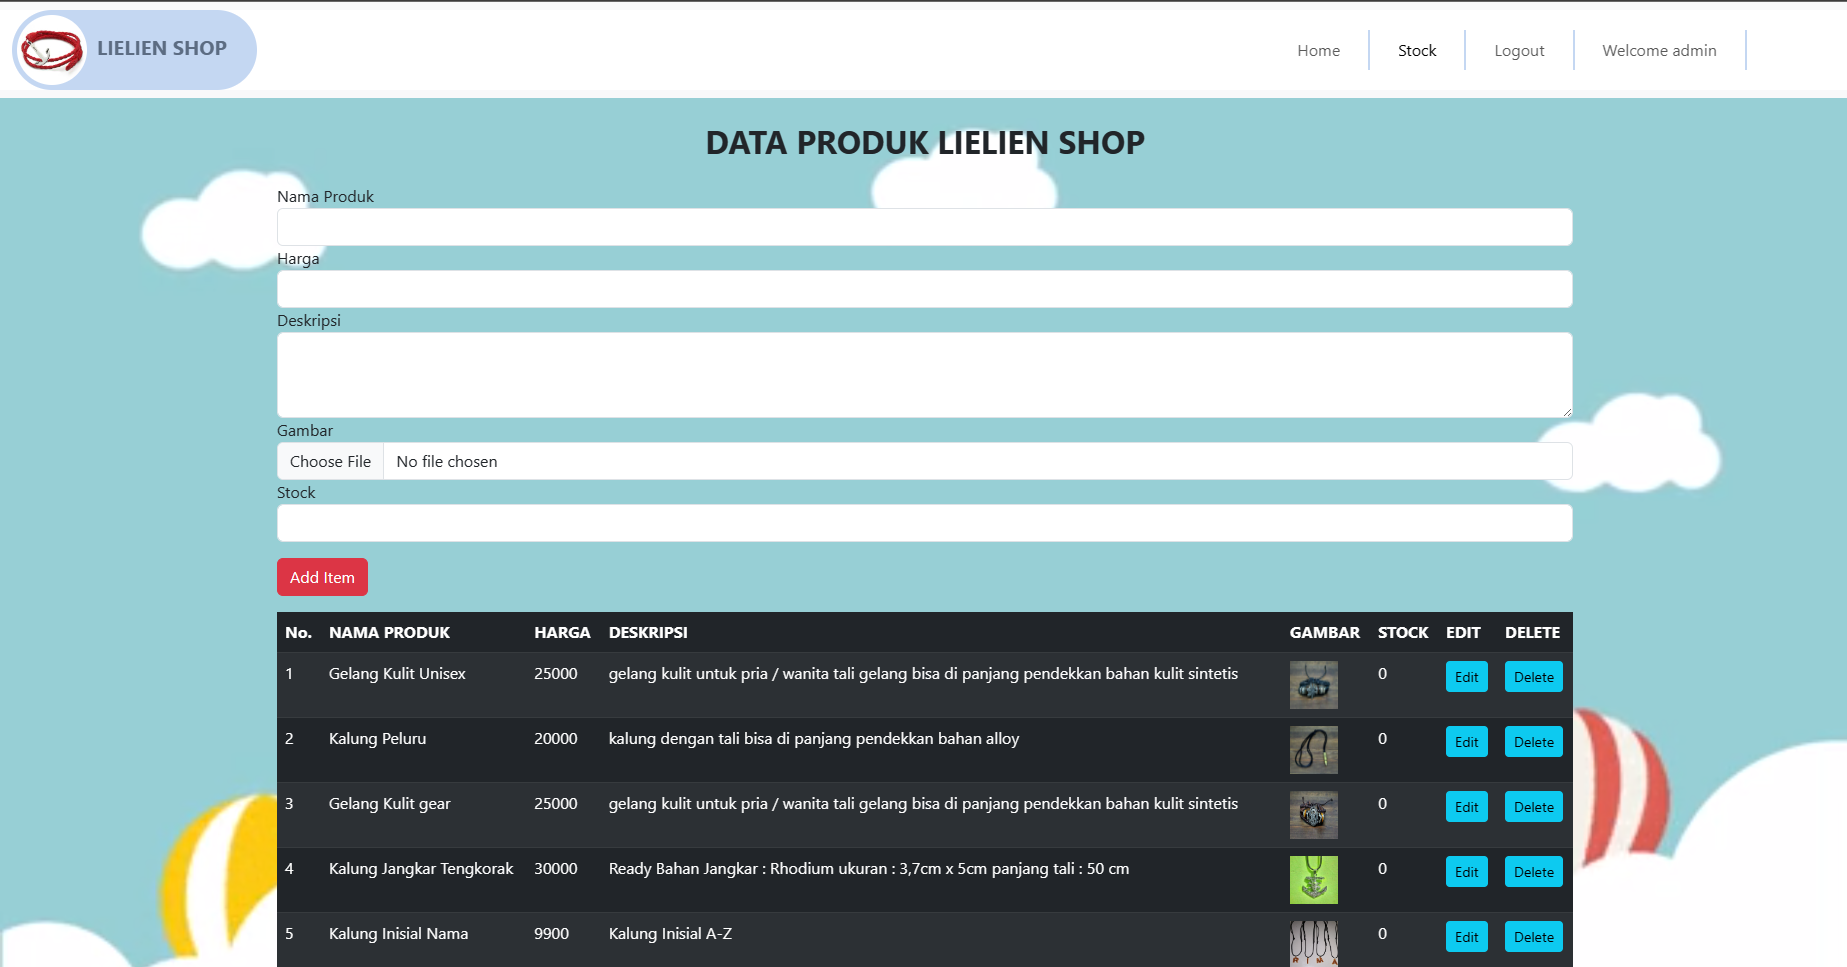 LIELIEN SHOP
Home
Stock
Logout
Welcome admin
DATA PRODUK LIELIEN SHOP
Nama Produk
Harga
Deskripsi
Gambar
Choose File No file chosen
Stock
Add Item
No. NAMA PRODUK HARGA DESKRIPSI GAMBAR STOCK EDIT DELETE
1 Gelang Kulit Unisex 25000 gelang kulit untuk pria / wanita tali gelang bisa di panjang pendekkan bahan kulit sintetis 0 Edit Delete
2 Kalung Peluru 20000 kalung dengan tali bisa di panjang pendekkan bahan alloy 0 Edit Delete
3 Gelang Kulit gear 25000 gelang kulit untuk pria / wanita tali gelang bisa di panjang pendekkan bahan kulit sintetis 0 Edit Delete
4 Kalung Jangkar Tengkorak 30000 Ready Bahan Jangkar : Rhodium ukuran : 3,7cm x 5cm panjang tali : 50 cm 0 Edit Delete
5 Kalung Inisial Nama 9900 Kalung Inisial A-Z 0 Edit Delete